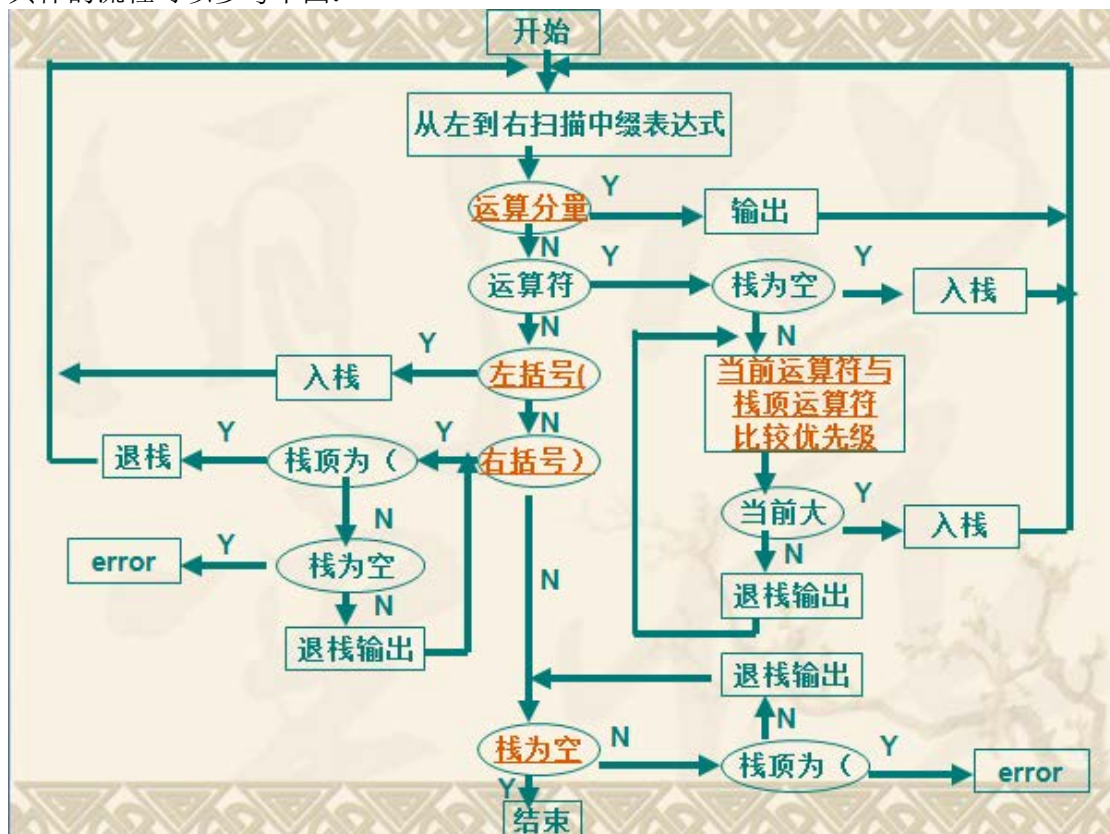 开始
从左到右扫描中缀表达式
运算分量
Y
输出
N
运算符
Y
栈为空
Y
入栈
N
N
左括号(
Y
入栈
当前运算符与
栈顶运算符
比较优先级
N
右括号）
Y
栈顶为（
Y
退栈
当前大
Y
入栈
N
栈为空
Y
error
N
退栈输出
N
退栈输出
N
退栈输出
N
栈为空
N
栈顶为（
Y
error
Y
结束